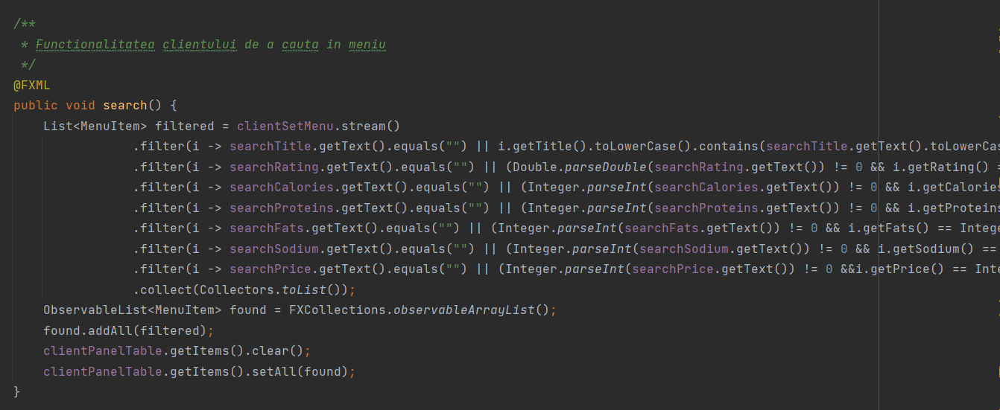 /**
 * Functionalitatea clientului de a cauta in meniu
 */
@FXML
public void search() {
    List<MenuItem> filtered = clientSetMenu.stream()
                .filter(i -> searchTitle.getText().equals("") || i.getTitle().toLowerCase().contains(searchTitle.getText().toLowerCas
                .filter(i -> searchRating.getText().equals("") || (Double.parseDouble(searchRating.getText()) != 0 && i.getRating() =
                .filter(i -> searchCalories.getText().equals("") || (Integer.parseInt(searchCalories.getText()) != 0 && i.getCalories
                .filter(i -> searchProteins.getText().equals("") || (Integer.parseInt(searchProteins.getText()) != 0 && i.getProteins
                .filter(i -> searchFats.getText().equals("") || (Integer.parseInt(searchFats.getText()) != 0 && i.getFats() == Intege
                .filter(i -> searchSodium.getText().equals("") || (Integer.parseInt(searchSodium.getText()) != 0 && i.getSodium() ==
                .filter(i -> searchPrice.getText().equals("") || (Integer.parseInt(searchPrice.getText()) != 0 &&i.getPrice() == Inte
                .collect(Collectors.toList());
    ObservableList<MenuItem> found = FXCollections.observableArrayList();
    found.addAll(filtered);
    clientPanelTable.getItems().clear();
    clientPanelTable.getItems().setAll(found);
}